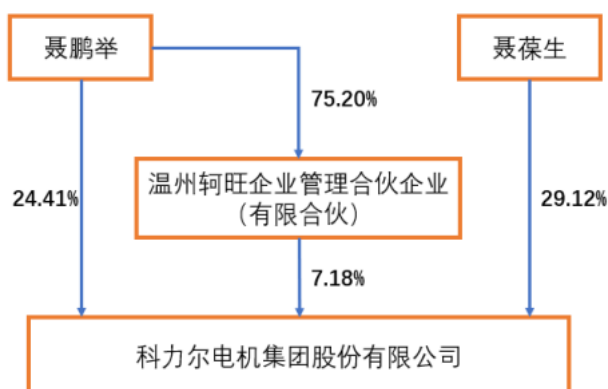 聂鹏举
聂葆生
75.20%
温州轲旺企业管理合伙企业
（有限合伙）
24.41%
29.12%
7.18%
科力尔电机集团股份有限公司